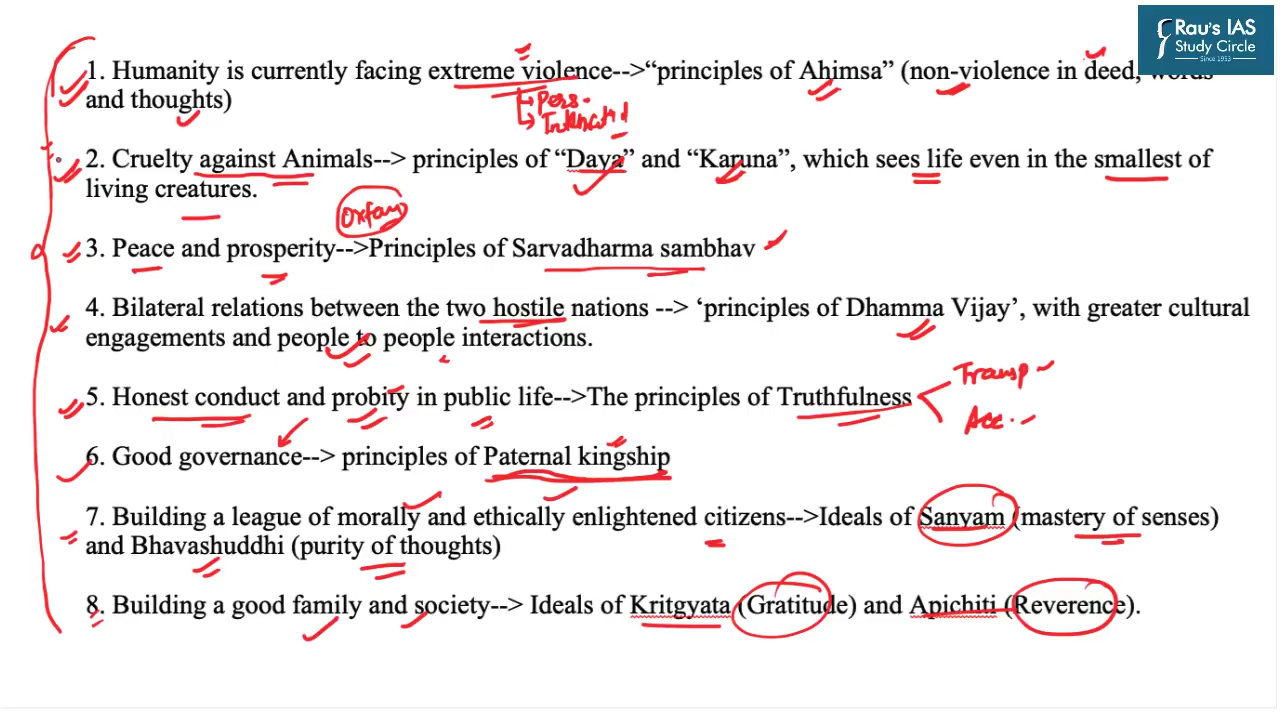 Rau's IAS
Study Circle
Since 1953
1. Humanity is currently facing extreme violence-->“principles of Ahimsa” (non-violence in deed, words
and thoughts)
Pers.
2. Cruelty against Animals--> principles of “Daya” and “Karuna”, which sees life even in the smallest of
living creatures.
Oxfam
3. Peace and prosperity-->Principles of Sarvadharma sambhav
4. Bilateral relations between the two hostile nations --> ‘principles of Dhamma Vijay’, with greater cultural
engagements and people to people interactions.
Transp
5. Honest conduct and probity in public life-->The principles of Truthfulness
Acc.
6. Good governance--> principles of Paternal kingship
7. Building a league of morally and ethically enlightened citizens-->Ideals of Sanyam (mastery of senses)
and Bhavashuddhi (purity of thoughts)
8. Building a good family and society--> Ideals of Kritgyata (Gratitude) and Apichiti (Reverence).